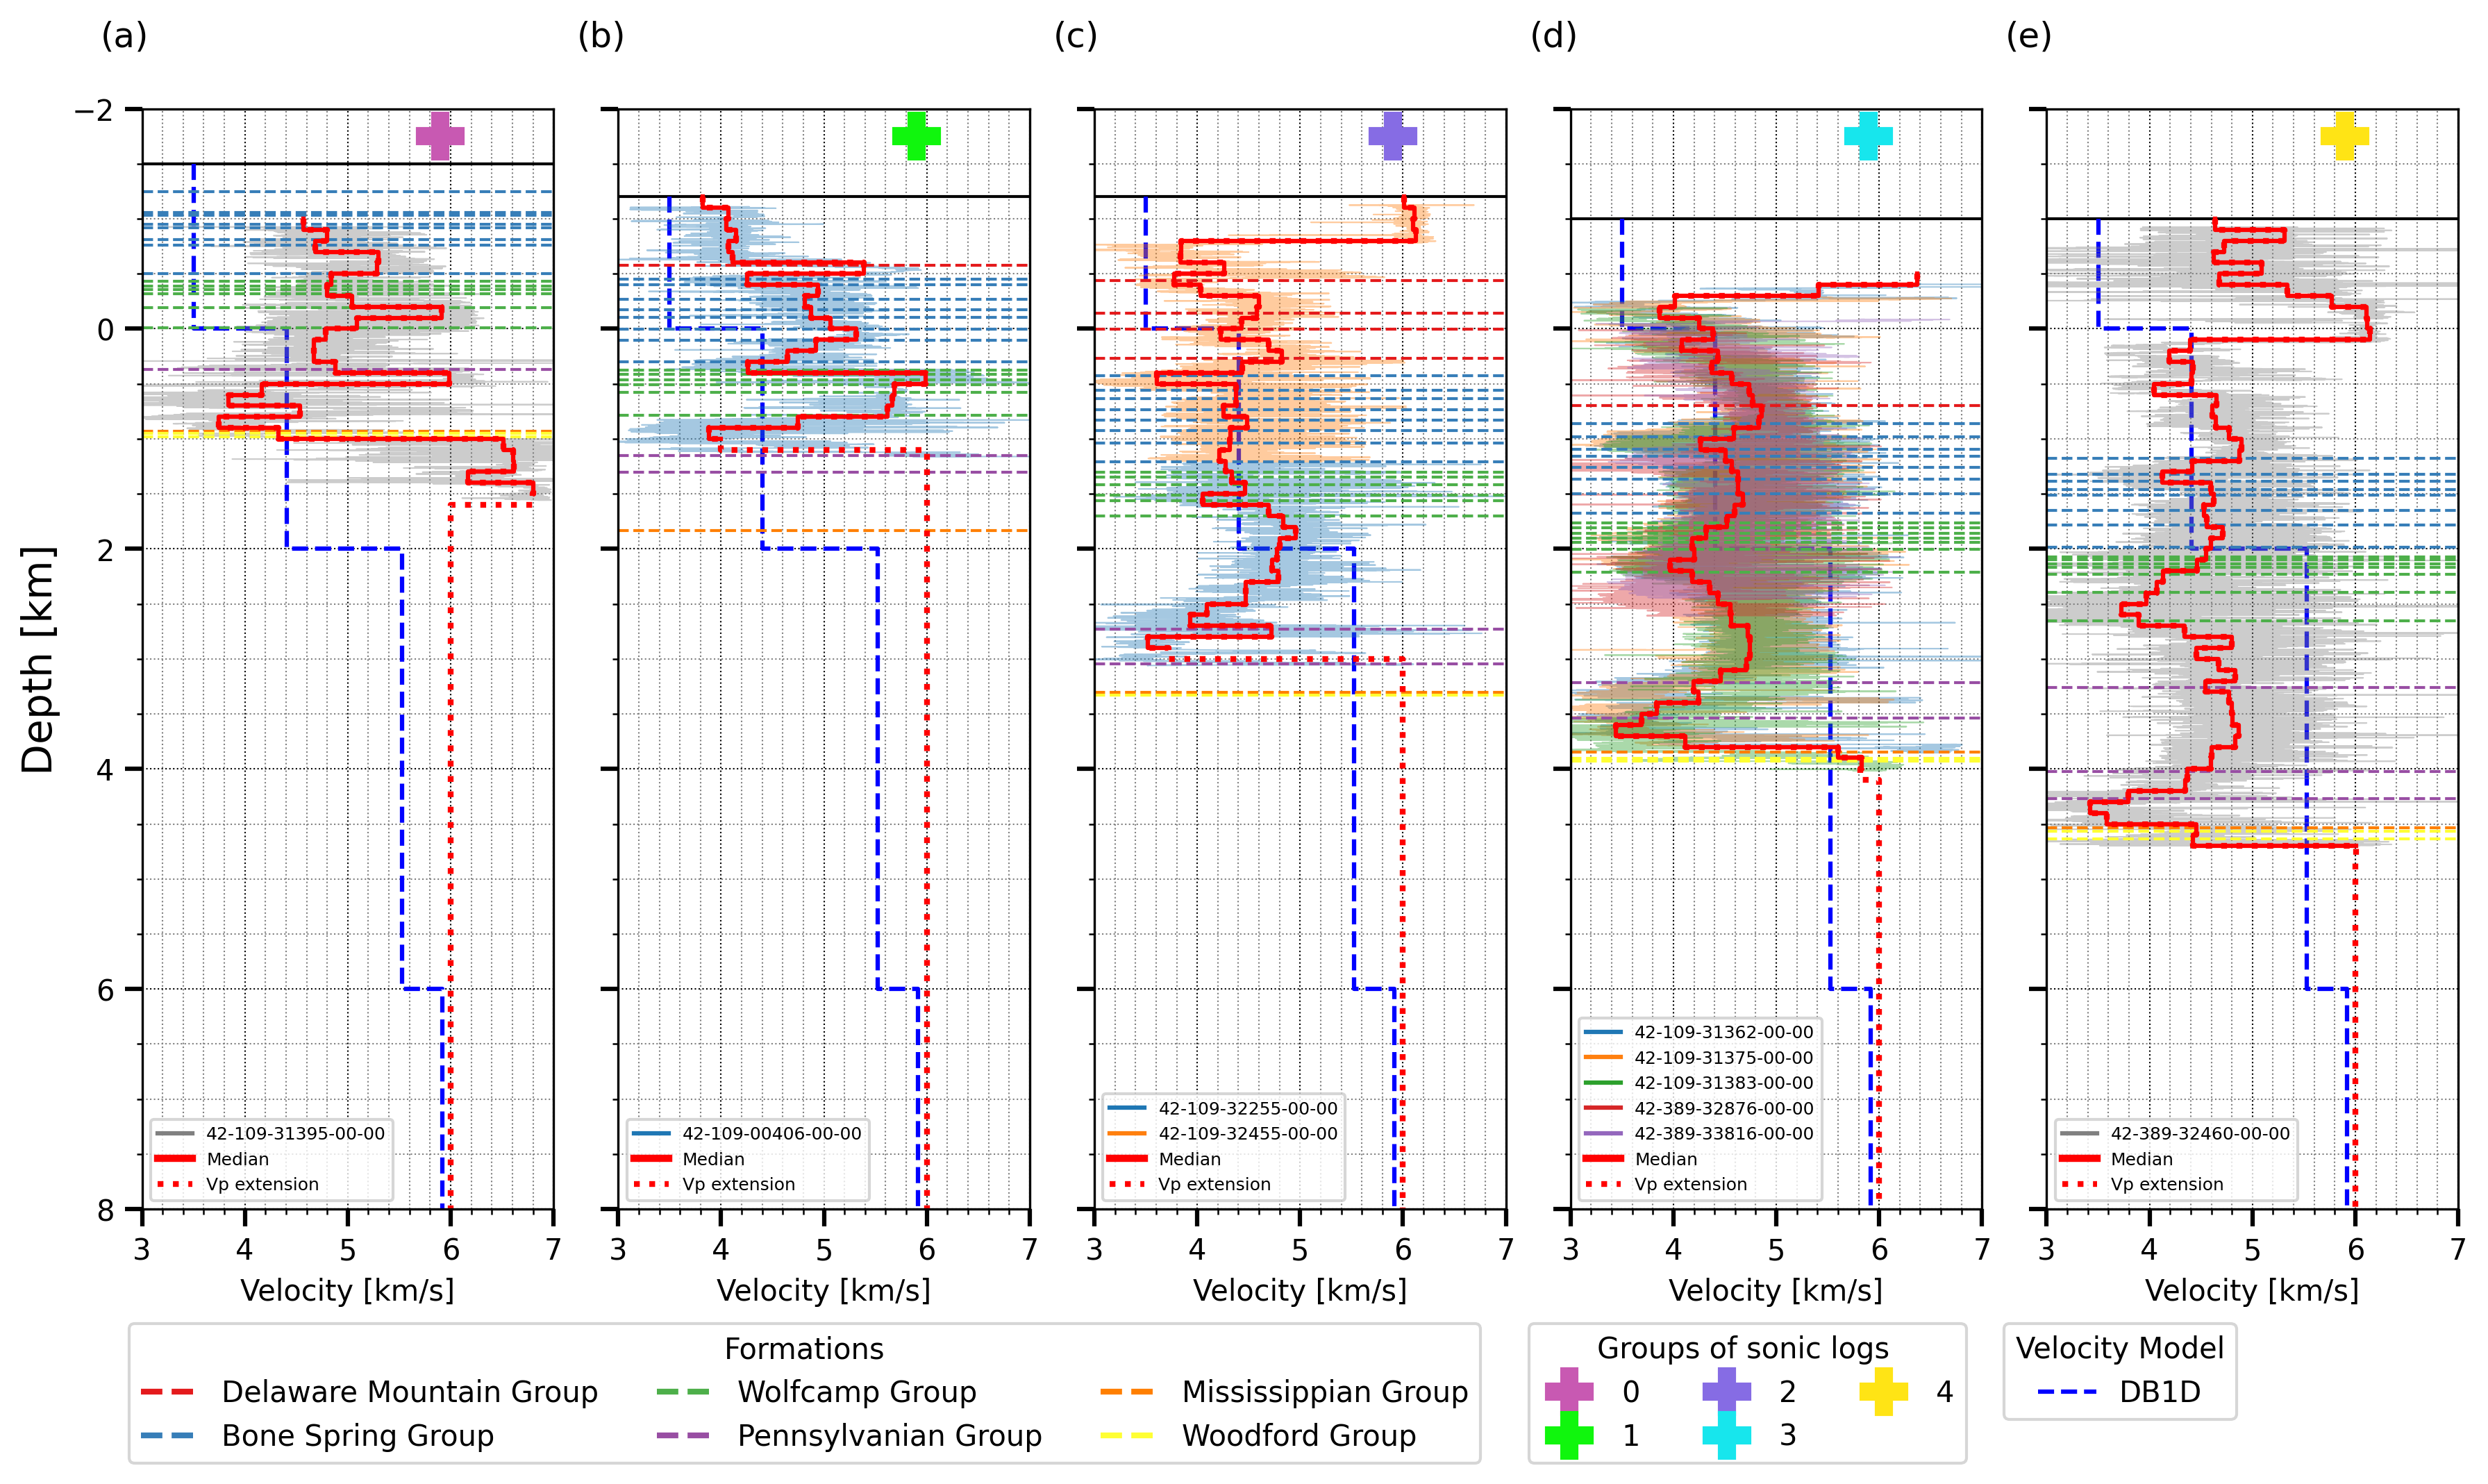 (a) (b) (c) (d) (e)
−2
0
2
4
6
8
Depth [km]
42-109-31395-00-00
Median
Vp extension
42-109-00406-00-00
Median
Vp extension
42-109-32255-00-00
42-109-32455-00-00
Median
Vp extension
42-109-31362-00-00
42-109-31375-00-00
42-109-31383-00-00
42-389-32876-00-00
42-389-33816-00-00
Median
Vp extension
42-389-32460-00-00
Median
Vp extension
3 4 5 6 7 3 4 5 6 7 3 4 5 6 7 3 4 5 6 7 3 4 5 6 7
Velocity [km/s] Velocity [km/s] Velocity [km/s] Velocity [km/s] Velocity [km/s]
Formations
Delaware Mountain Group Wolfcamp Group Mississippian Group
Bone Spring Group Pennsylvanian Group Woodford Group
Groups of sonic logs
0 2 4
1 3
Velocity Model
DB1D